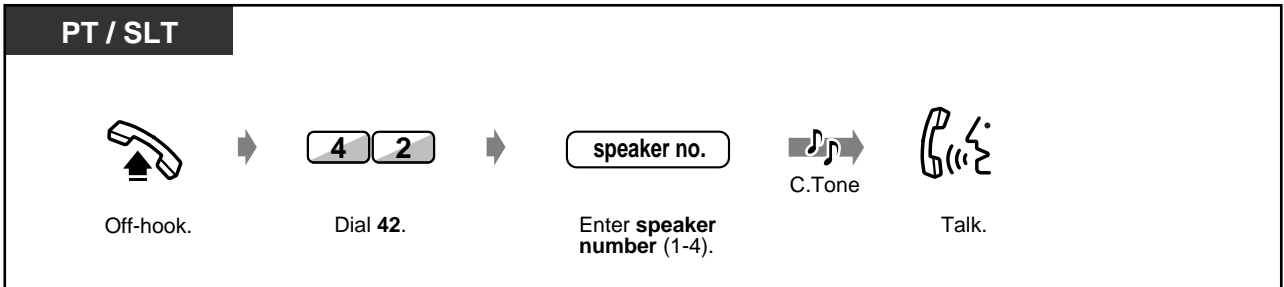 PT / SLT
4 2
speaker no.
C.Tone
Off-hook.
Dial 42.
Enter speaker
number (1-4).
Talk.